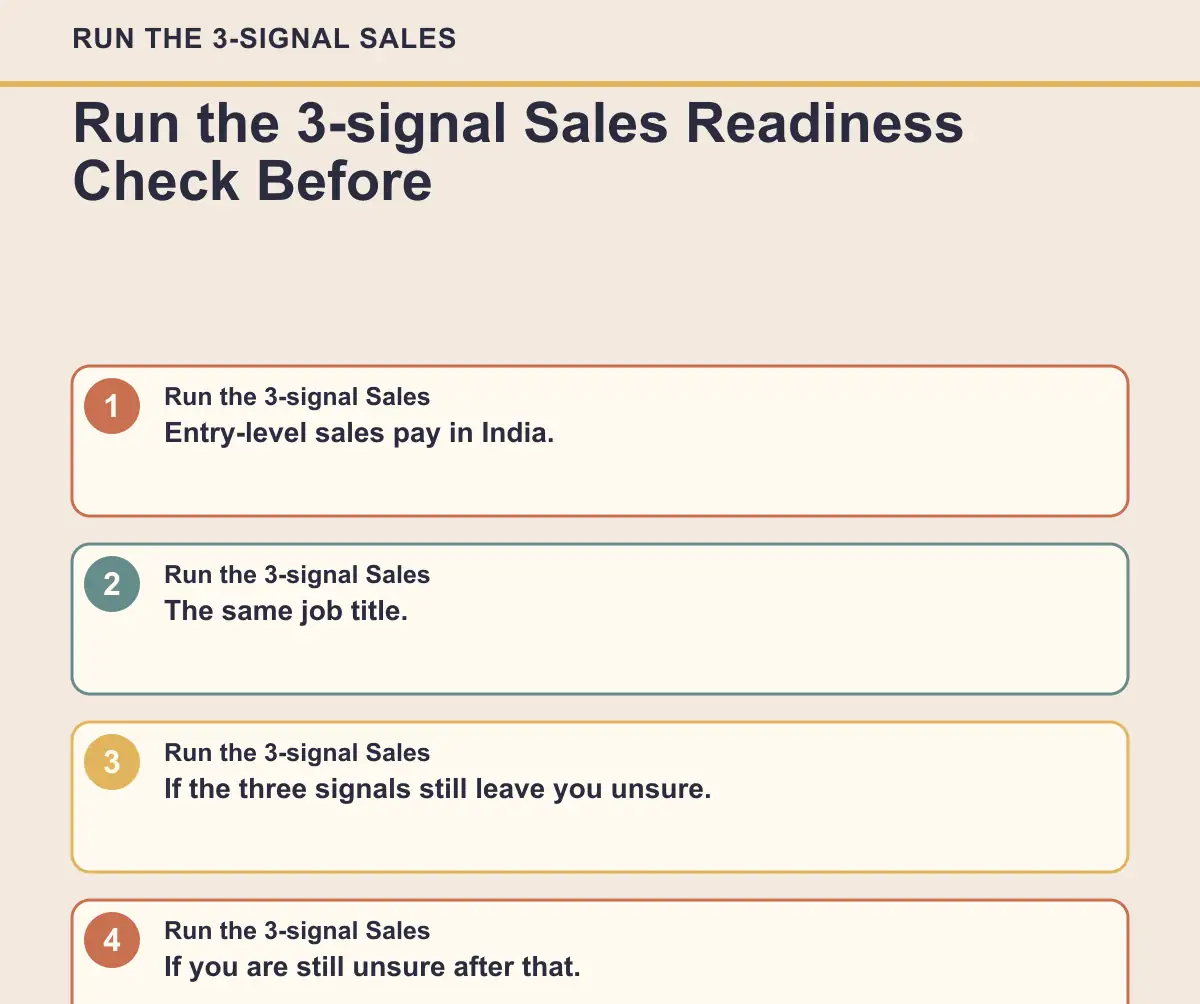 RUN THE 3-SIGNAL SALES
Run the 3-signal Sales Readiness
Check Before
1
Run the 3-signal Sales
Entry-level sales pay in India.
2
Run the 3-signal Sales
The same job title.
3
Run the 3-signal Sales
If the three signals still leave you unsure.
4
Run the 3-signal Sales
If you are still unsure after that.